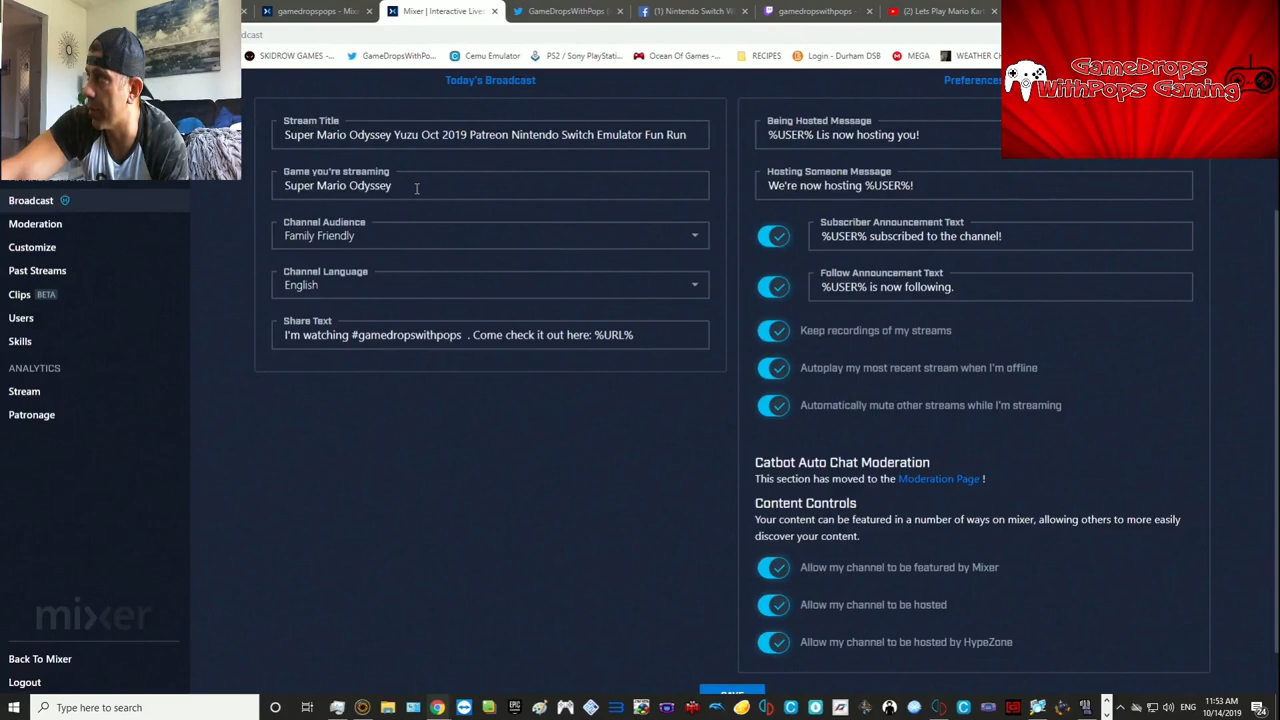 gamedropspops - Mix
Mixer | Interactive Lives
GameDropsWithPops (
(1) Nintendo Switch W
gamedropswithpops -
(2) Lets Play Mario Kart
dcast
SKIDROW GAMES -
GameDropsWithPo...
Cemu Emulator
PS2 / Sony PlayStati...
Ocean Of Games -
RECIPES
Login - Durham DSB
MEGA
WEATHER C
GameDrops
WithPops Gaming
Today's Broadcast
Preferences
Stream Title
Super Mario Odyssey Yuzu Oct 2019 Patreon Nintendo Switch Emulator Fun Run
Game you're streaming
Super Mario Odyssey
Channel Audience
Family Friendly
Channel Language
English
Share Text
I'm watching #gamedropswithpops . Come check it out here: %URL%
Being Hosted Message
%USER% Lis now hosting you!
Hosting Someone Message
We're now hosting %USER%!
Subscriber Announcement Text
%USER% subscribed to the channel!
Follow Announcement Text
%USER% is now following.
Keep recordings of my streams
Autoplay my most recent stream when I'm offline
Automatically mute other streams while I'm streaming
Catbot Auto Chat Moderation
This section has moved to the Moderation Page !
Content Controls
Your content can be featured in a number of ways on mixer, allowing others to more easily
discover your content.
Allow my channel to be featured by Mixer
Allow my channel to be hosted
Allow my channel to be hosted by HypeZone
SAVE
Broadcast
Moderation
Customize
Past Streams
Clips BETA
Users
Skills
ANALYTICS
Stream
Patronage
mixer
Back To Mixer
Logout
Type here to search
11:53 AM
10/14/2019
24